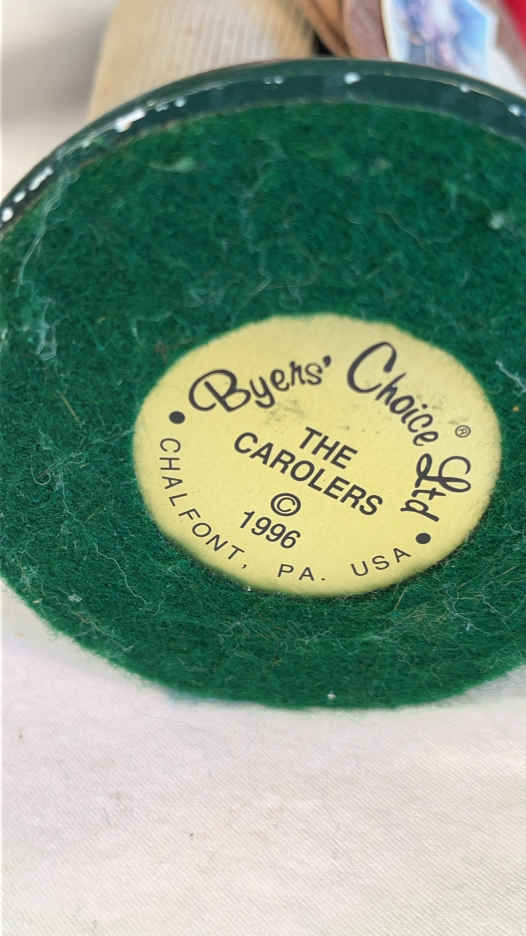 Byers' Choice Ltd®
THE
CAROLERS
©
1996
• CHALFONT, PA. USA •